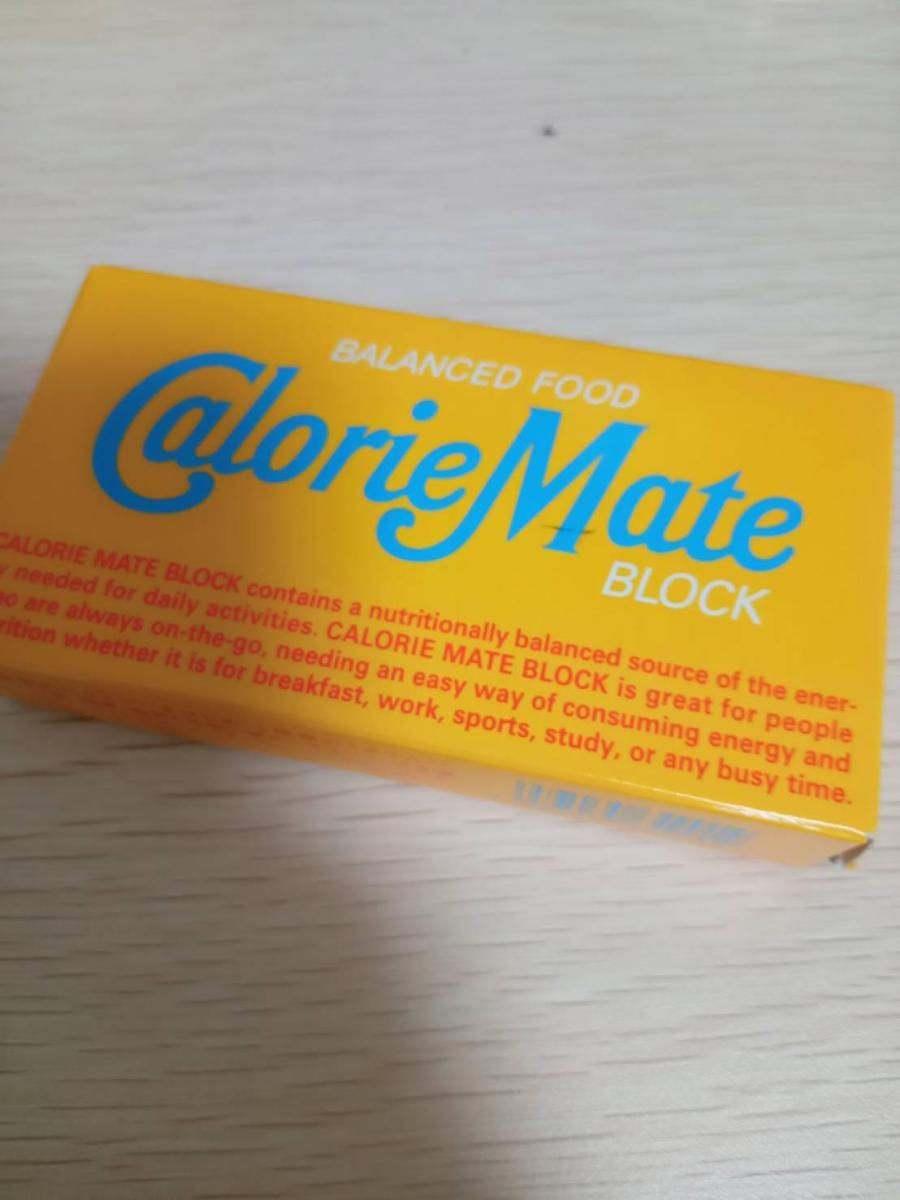 BALANCED FOOD
CalorieMate
BLOCK
CALORIE MATE BLOCK contains a nutritionally balanced source of the ener-
y needed for daily activities. CALORIE MATE BLOCK is great for people
ho are always on-the-go, needing an easy way of consuming energy and
rition whether it is for breakfast, work, sports, study, or any busy time.